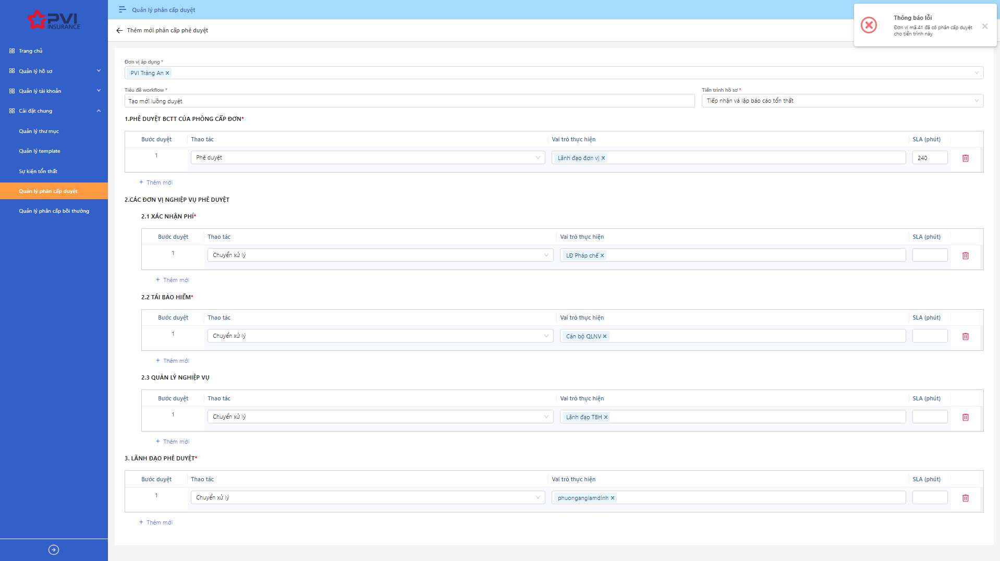 PVI
INSURANCE
Trang chủ
Quản lý hồ sơ
Quản lý tài khoản
Cài đặt chung
Quản lý thư mục
Quản lý template
Sự kiện tổn thất
Quản lý phân cấp duyệt
Quản lý phân cấp bồi thường
Quản lý phân cấp duyệt
Thêm mới phân cấp phê duyệt
Thông báo lỗi
Đơn vị mã 41 đã có phân cấp duyệt
cho tiến trình này
Đơn vị áp dụng *
PVI Tràng An
Tiêu đề workflow * Tiến trình hồ sơ *
Tạo mới luồng duyệt Tiếp nhận và lập báo cáo tổn thất
1.PHÊ DUYỆT BCTT CỦA PHÒNG CẤP ĐƠN*
Bước duyệt Thao tác Vai trò thực hiện SLA (phút)
1 Phê duyệt Lãnh đạo đơn vị 240
+ Thêm mới
2.CÁC ĐƠN VỊ NGHIỆP VỤ PHÊ DUYỆT
2.1 XÁC NHẬN PHÍ*
Bước duyệt Thao tác Vai trò thực hiện SLA (phút)
1 Chuyển xử lý LĐ Pháp chế
+ Thêm mới
2.2 TÁI BẢO HIỂM*
Bước duyệt Thao tác Vai trò thực hiện SLA (phút)
1 Chuyển xử lý Cán bộ QLNV
+ Thêm mới
2.3 QUẢN LÝ NGHIỆP VỤ
Bước duyệt Thao tác Vai trò thực hiện SLA (phút)
1 Chuyển xử lý Lãnh đạo TBH
+ Thêm mới
3. LÃNH ĐẠO PHÊ DUYỆT*
Bước duyệt Thao tác Vai trò thực hiện SLA (phút)
1 Chuyển xử lý phuongangiamdinh
+ Thêm mới